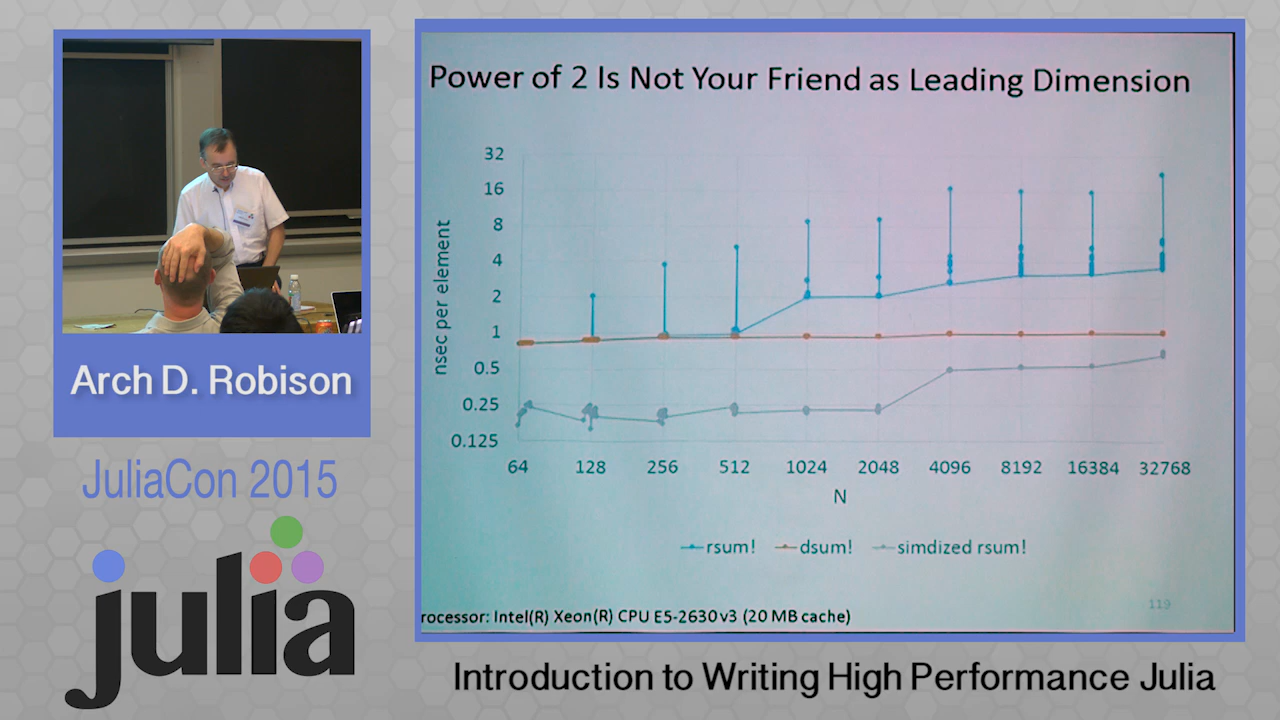 Power of 2 Is Not Your Friend as Leading Dimension
32
16
8
4
2
1
0.5
0.25
0.125
nsec per element
64 128 256 512 1024 2048 4096 8192 16384 32768
N
rsum! dsum! simdized rsum!
119
rocessor: Intel(R) Xeon(R) CPU E5-2630 v3 (20 MB cache)
Arch D. Robison
JuliaCon 2015
julia
Introduction to Writing High Performance Julia